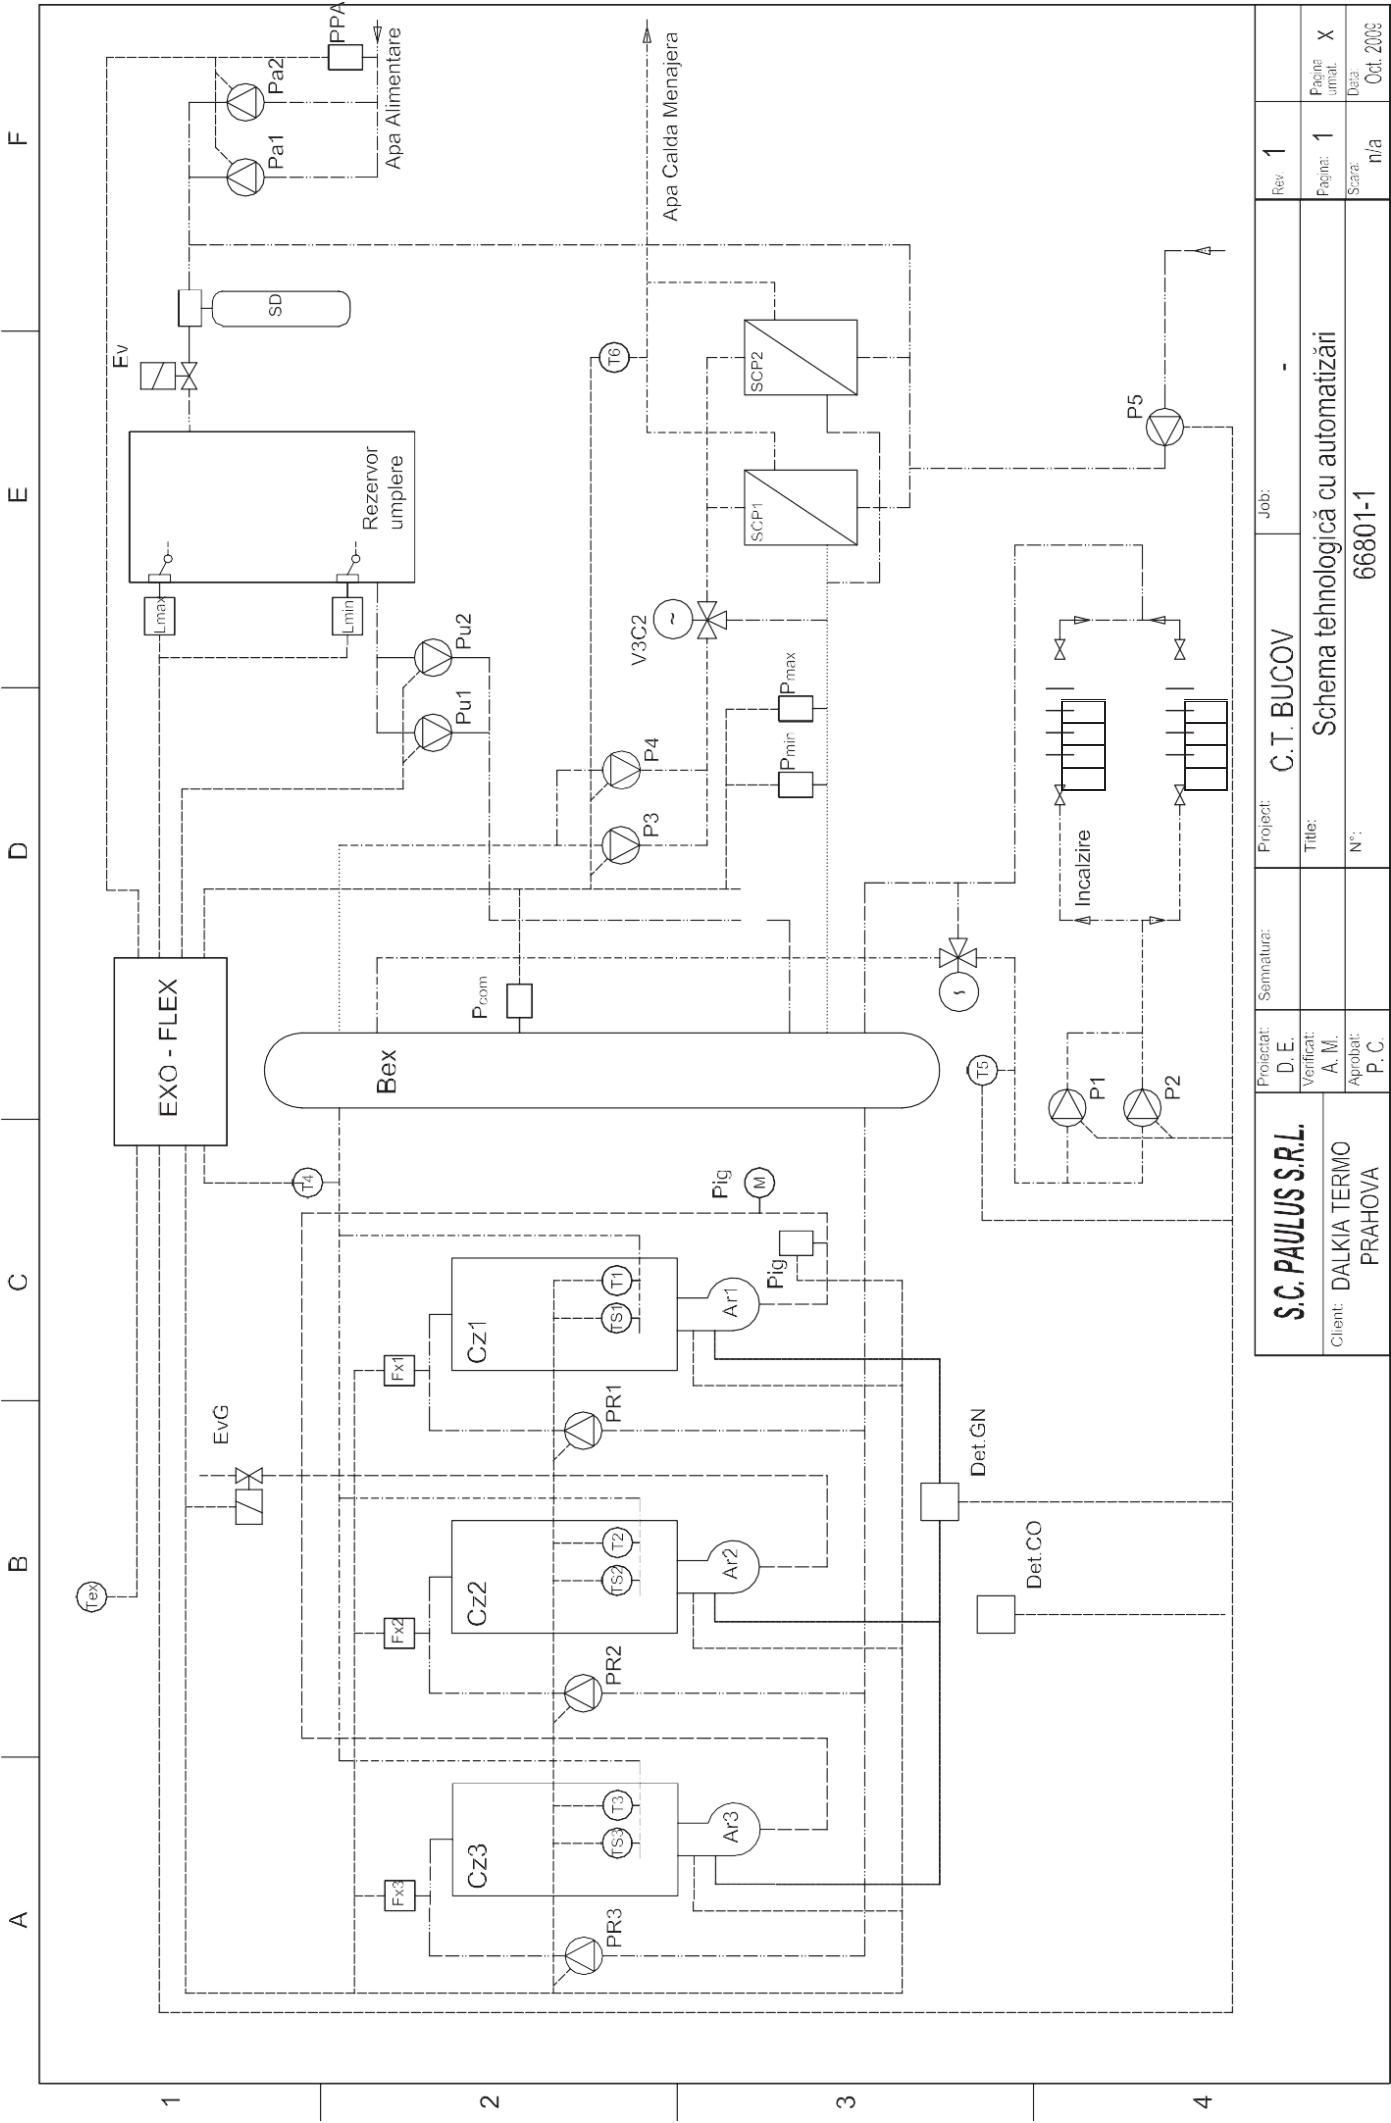 A
B
C
D
E
F
1
2
3
4
Tex
EXO - FLEX
PPA
Pa2
Pa1
Apa Alimentare
Ev
SD
Rezervor
umplere
Lmax
Lmin
Pu2
Pu1
EvG
T4
Bex
Pcom
P4
P3
V3C2
T6
Apa Calda Menajera
SCP1
SCP2
Pmax
Pmin
Fx3
Fx2
Fx1
Cz3
Cz2
Cz1
TS3
T3
TS2
T2
TS1
T1
PR3
PR2
PR1
Ar3
Ar2
Ar1
Pig
M
Pig
Det.GN
Det.CO
T5
P1
P2
Incalzire
P5
~
~
S.C. PAULUS S.R.L.
Client: DALKIA TERMO
PRAHOVA
Proiectat:
D. E.
Verificat:
A. M.
Aprobat:
P. C.
Semnatura:
Project: C.T. BUCOV
Job: -
Title: Schema tehnologică cu automatizări
N°: 66801-1
Rev. 1
Pagina: 1
Pagina
urmat. X
Scara:
n/a
Data:
Oct. 2009